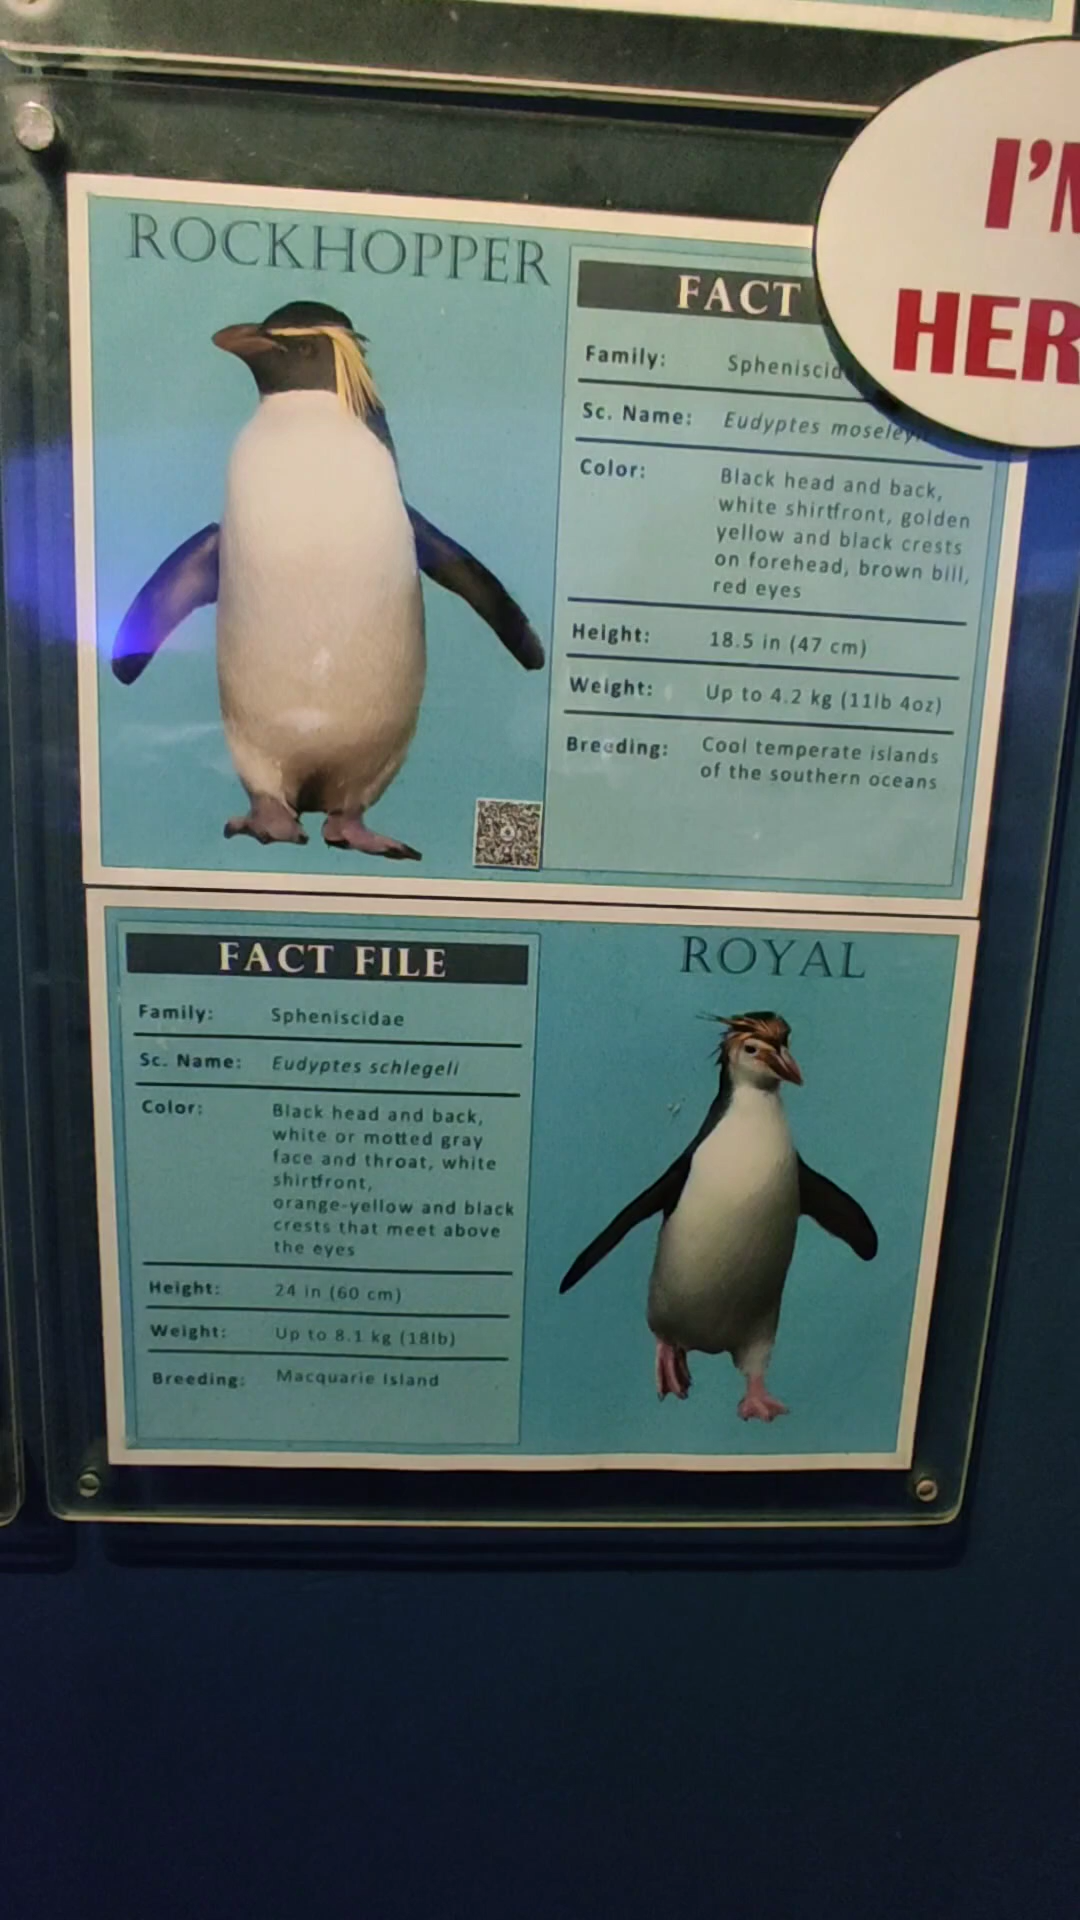 I'M
HER
ROCKHOPPER
FACT
Family: Spheniscid
Sc. Name: Eudyptes moseleyi
Color: Black head and back,
white shirtfront, golden
yellow and black crests
on forehead, brown bill,
red eyes
Height: 18.5 in (47 cm)
Weight: Up to 4.2 kg (11lb 4oz)
Breeding: Cool temperate islands
of the southern oceans
FACT FILE
Family: Spheniscidae
Sc. Name: Eudyptes schlegeli
Color: Black head and back,
white or motted gray
face and throat, white
shirtfront,
orange-yellow and black
crests that meet above
the eyes
Height: 24 in (60 cm)
Weight: Up to 8.1 kg (18lb)
Breeding: Macquarie Island
ROYAL